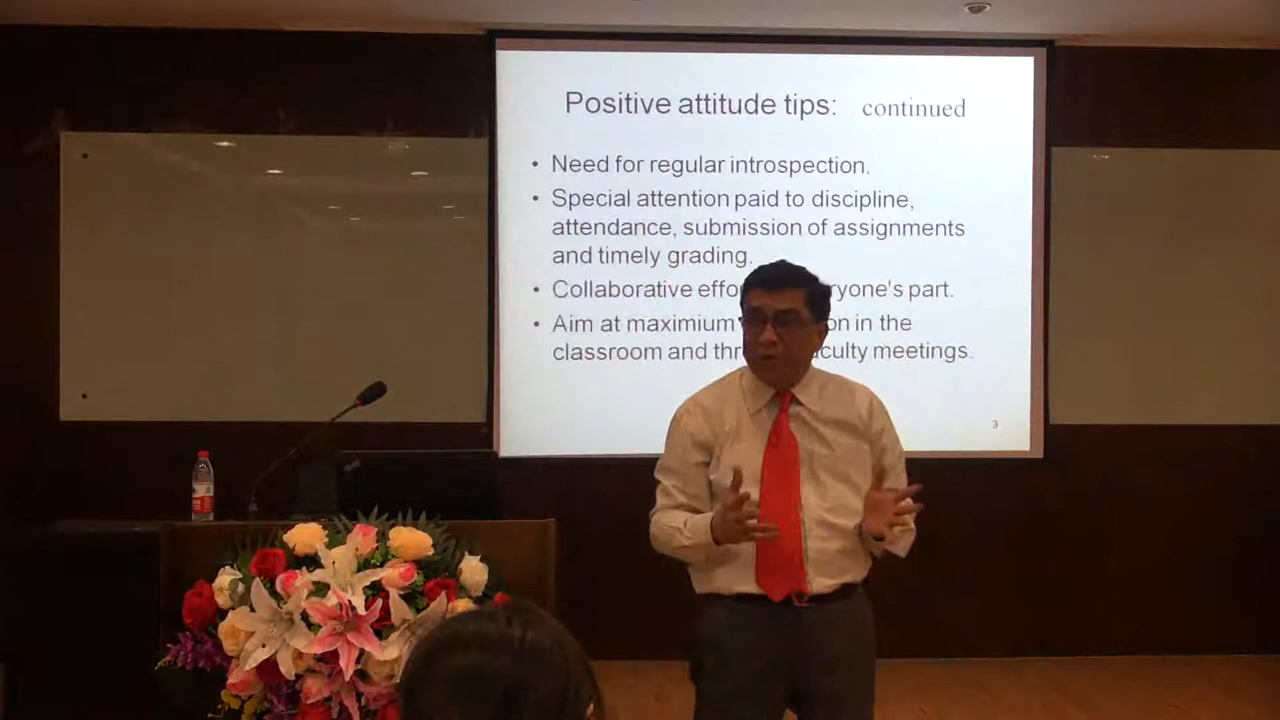 Positive attitude tips: continued
• Need for regular introspection.
• Special attention paid to discipline,
attendance, submission of assignments
and timely grading.
• Collaborative effo ryone's part.
• Aim at maximium on in the
classroom and thr aculty meetings.
3